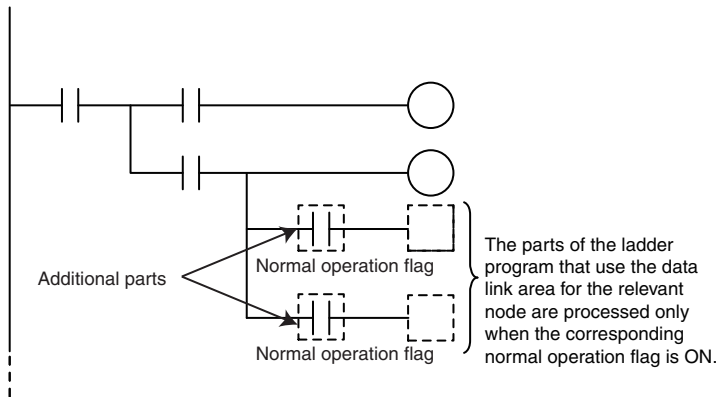 Additional parts
Normal operation flag
Normal operation flag
The parts of the ladder
program that use the data
link area for the relevant
node are processed only
when the corresponding
normal operation flag is ON.